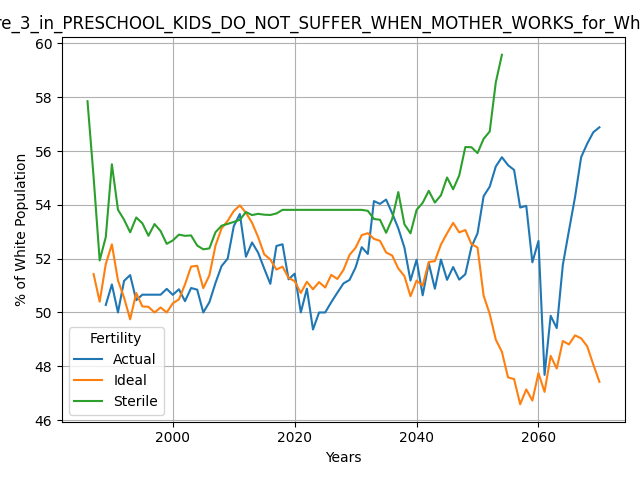 re_3_in_PRESCHOOL_KIDS_DO_NOT_SUFFER_WHEN_MOTHER_WORKS_for_Wh
60
58
56
54
52
50
48
46
% of White Population
Fertility
Actual
Ideal
Sterile
2000
2020
2040
2060
Years